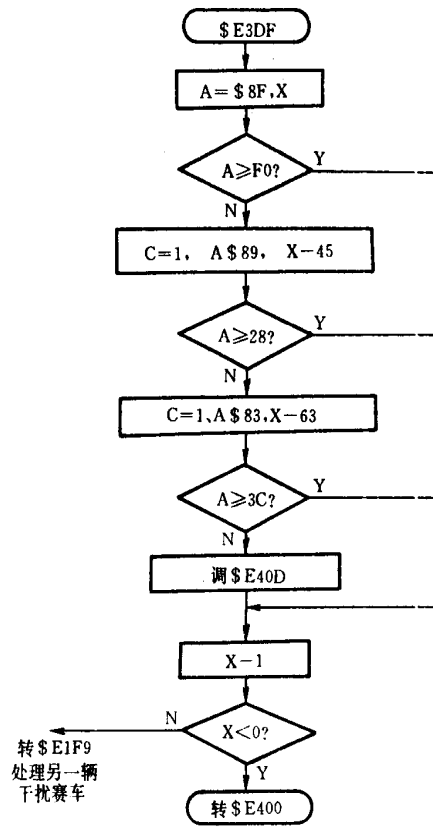 $E3DF
A=$8F,X
A≥F0?
Y
N
C=1, A$89, X-45
A≥28?
Y
N
C=1、A$83,X-63
A≥3C?
Y
N
调$E40D
X-1
N
X<0?
转$E1F9
处理另一辆
干扰赛车
Y
转$E400